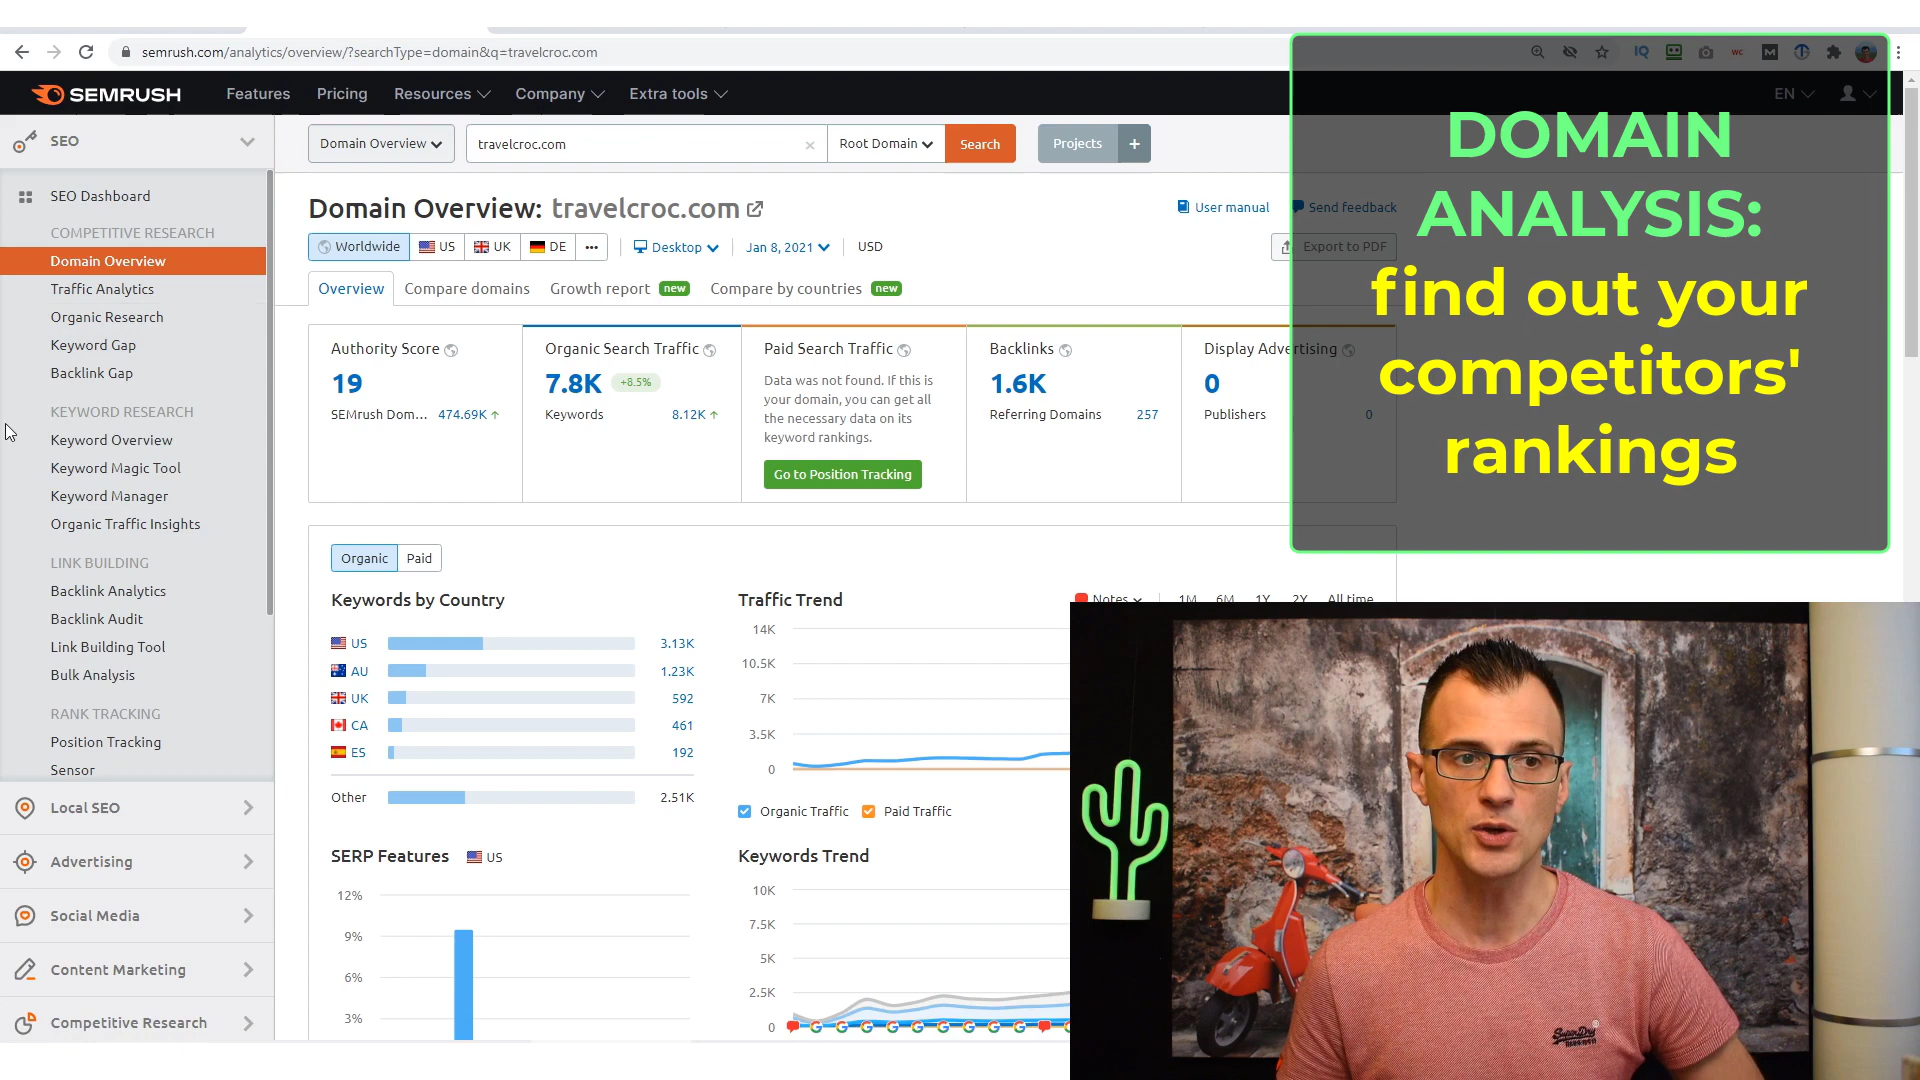 semrush.com/analytics/overview/?searchType=domain&q=travelcroc.com
IQ
WC
M
SEMRUSH
Features
Pricing
Resources
Company
Extra tools
EN
SEO
Domain Overview
travelcroc.com
Root Domain
Search
Projects
+
SEO Dashboard
COMPETITIVE RESEARCH
Domain Overview
Traffic Analytics
Organic Research
Keyword Gap
Backlink Gap
KEYWORD RESEARCH
Keyword Overview
Keyword Magic Tool
Keyword Manager
Organic Traffic Insights
LINK BUILDING
Backlink Analytics
Backlink Audit
Link Building Tool
Bulk Analysis
RANK TRACKING
Position Tracking
Sensor
Local SEO
Advertising
Social Media
Content Marketing
Competitive Research
Domain Overview: travelcroc.com
User manual
Send feedback
Worldwide
US
UK
DE
Desktop
Jan 8, 2021
USD
Export to PDF
Overview
Compare domains
Growth report new
Compare by countries new
Authority Score
19
SEMrush Dom... 474.69K ↑
Organic Search Traffic
7.8K +8.5%
Keywords 8.12K ↑
Paid Search Traffic
Data was not found. If this is
your domain, you can get all
the necessary data on its
keyword rankings.
Go to Position Tracking
Backlinks
1.6K
Referring Domains 257
Display Advertising
0
Publishers 0
DOMAIN
ANALYSIS:
find out your
competitors'
rankings
Organic
Paid
Keywords by Country
US 3.13K
AU 1.23K
UK 592
CA 461
ES 192
Other 2.51K
Traffic Trend
Notes
1M
6M
1Y
2Y
All time
14K
10.5K
7K
3.5K
0
Organic Traffic
Paid Traffic
SERP Features
US
12%
9%
6%
3%
Keywords Trend
10K
7.5K
5K
2.5K
0
SuperDry